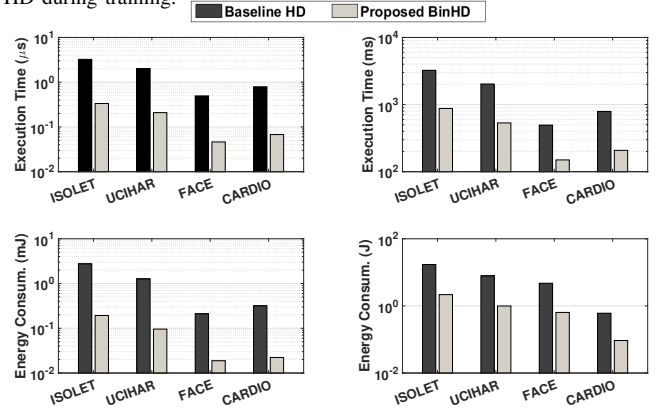 HD during training.
Baseline HD Proposed BinHD
Execution Time (μs)
10^1
10^0
10^-1
10^-2
ISOLET UCIHAR FACE CARDIO
Execution Time (ms)
10^4
10^3
10^2
ISOLET UCIHAR FACE CARDIO
Energy Consum. (mJ)
10^1
10^0
10^-1
10^-2
ISOLET UCIHAR FACE CARDIO
Energy Consum. (J)
10^2
10^0
10^-2
ISOLET UCIHAR FACE CARDIO